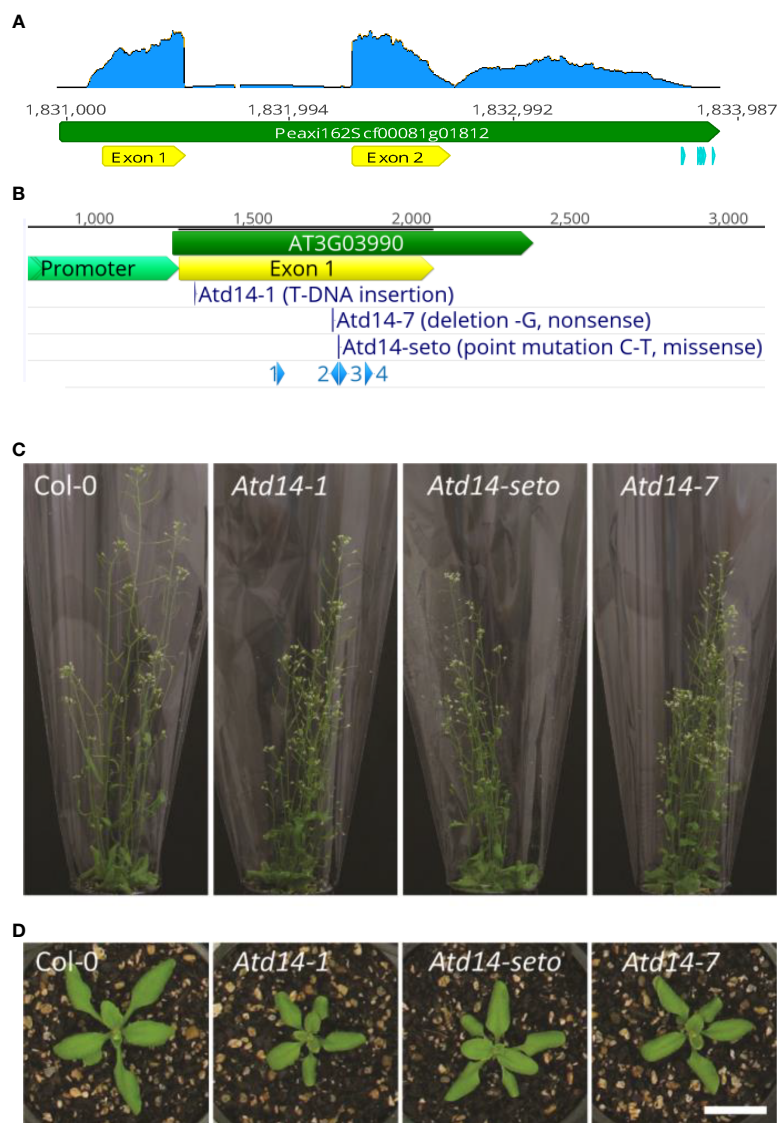 A
1,831,000 1,831,994 1,832,992 1,833,987
Peaxi162Scf00081g01812
Exon 1 Exon 2
B
1,000 1,500 2,000 2,500 3,000
AT3G03990
Promoter Exon 1
Atd14-1 (T-DNA insertion)
Atd14-7 (deletion -G, nonsense)
Atd14-seto (point mutation C-T, missense)
1 2 3 4
C
Col-0 Atd14-1 Atd14-seto Atd14-7
D
Col-0 Atd14-1 Atd14-seto Atd14-7